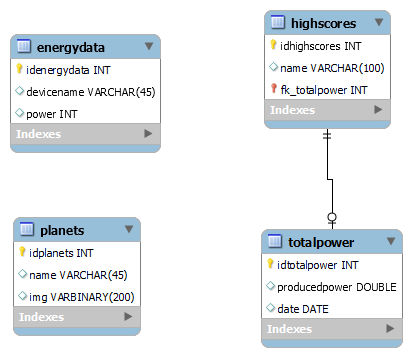 energydata
idenergydata INT
devicename VARCHAR(45)
power INT
Indexes
highscores
idhighscores INT
name VARCHAR(100)
fk_totalpower INT
Indexes
planets
idplanets INT
name VARCHAR(45)
img VARBINARY(200)
Indexes
totalpower
idtotalpower INT
producedpower DOUBLE
date DATE
Indexes